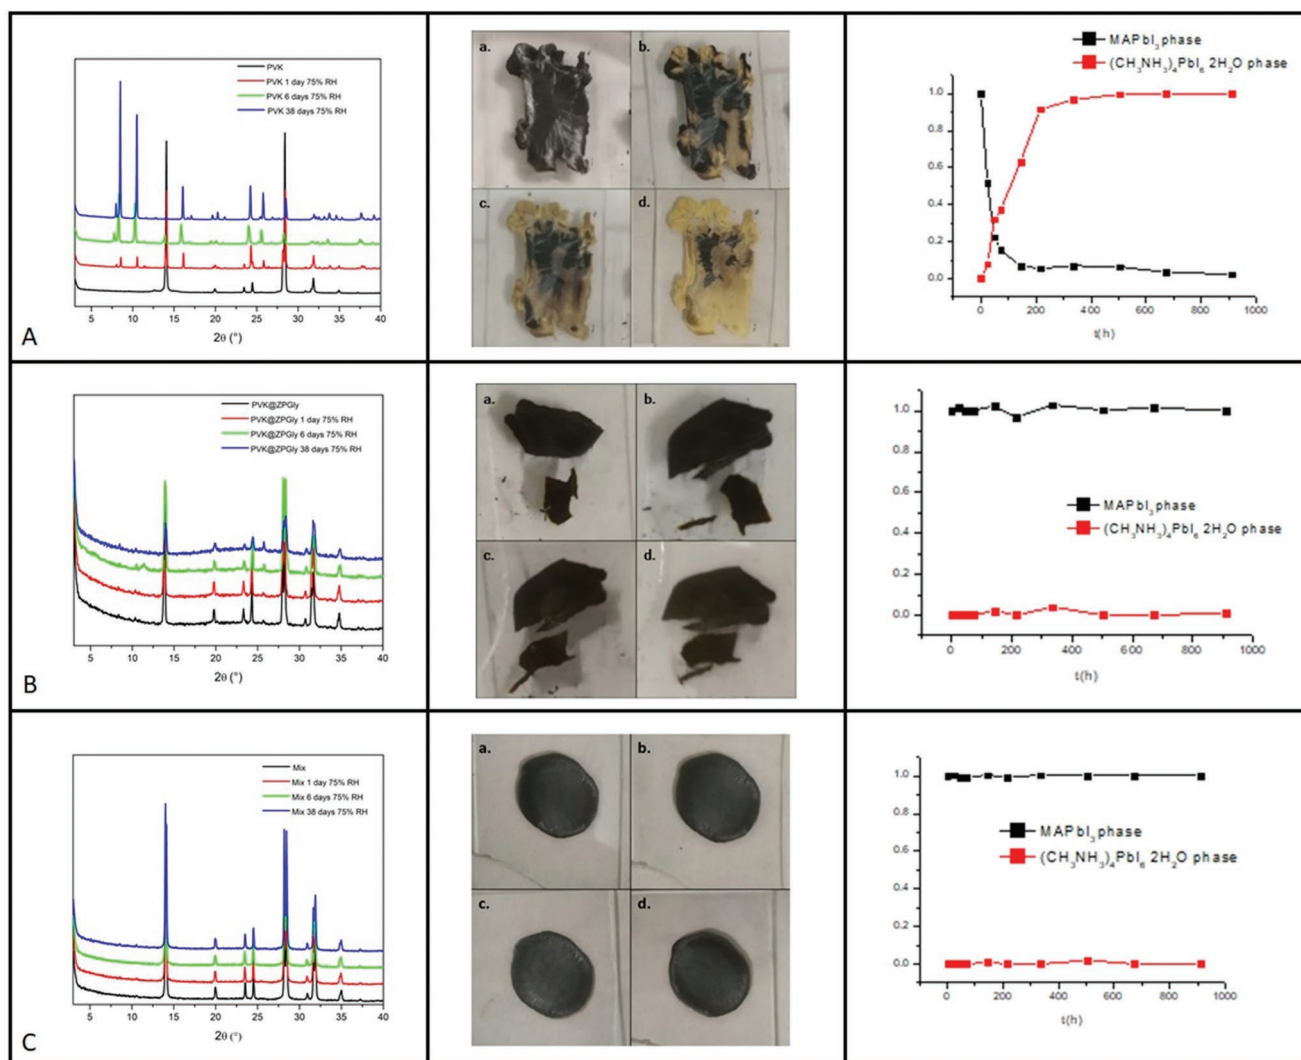 PVK
PVK 1 day 75% RH
PVK 6 days 75% RH
PVK 38 days 75% RH
5 10 15 20 25 30 35 40
2θ (°)
A
a.
b.
c.
d.
MAPbI₃ phase
(CH₃NH₃)₄PbI₆ 2H₂O phase
1.0
0.8
0.6
0.4
0.2
0.0
0 200 400 600 800 1000
t(h)
PVK@ZPGly
PVK@ZPGly 1 day 75% RH
PVK@ZPGly 6 days 75% RH
PVK@ZPGly 38 days 75% RH
5 10 15 20 25 30 35 40
2θ (°)
B
a.
b.
c.
d.
1.0
0.8
0.6
0.4
0.2
0.0
MAPbI₃ phase
(CH₃NH₃)₄PbI₆ 2H₂O phase
0 200 400 600 800 1000
t(h)
Mix
Mix 1 day 75% RH
Mix 6 days 75% RH
Mix 38 days 75% RH
5 10 15 20 25 30 35 40
2θ (°)
C
a.
b.
c.
d.
1.0
0.8
0.6
0.4
0.2
0.0
MAPbI₃ phase
(CH₃NH₃)₄PbI₆ 2H₂O phase
0 200 400 600 800 1000
t(h)